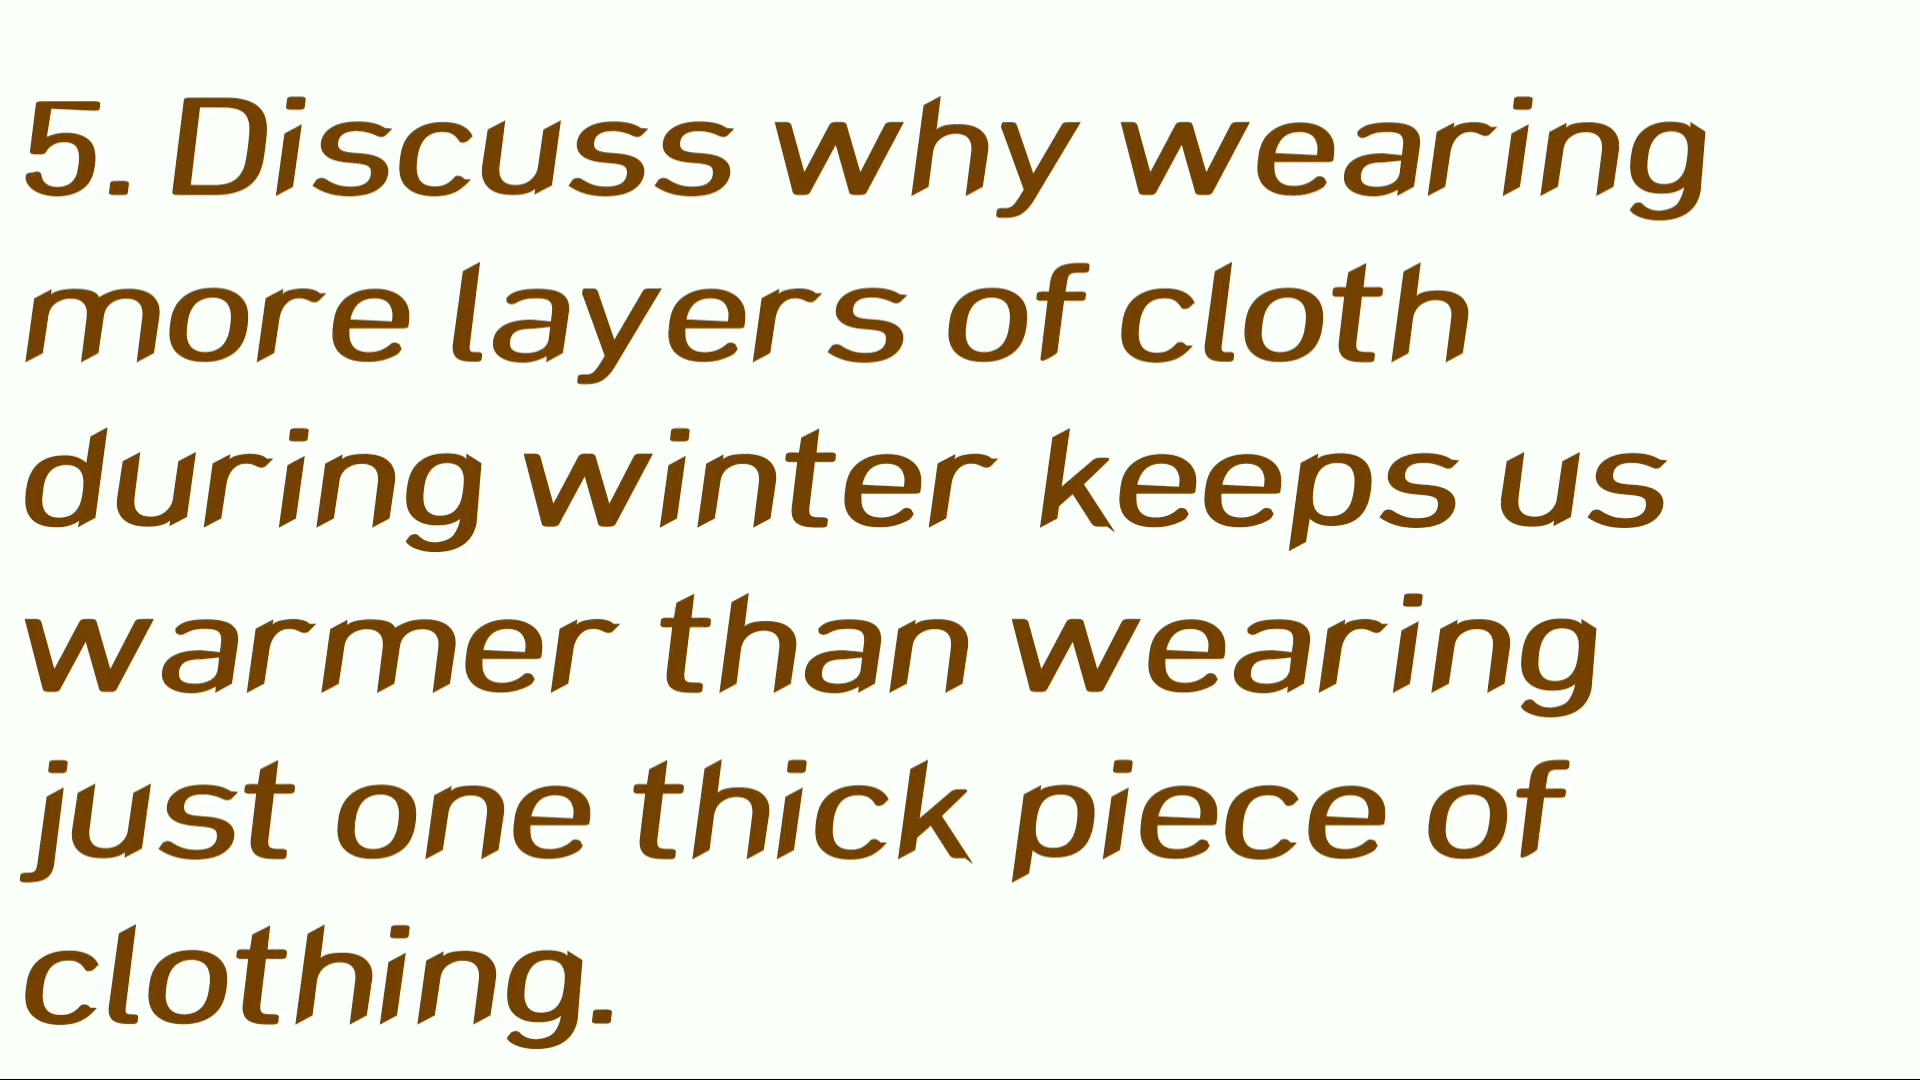 5. Discuss why wearing
more layers of cloth
during winter keeps us
warmer than wearing
just one thick piece of
clothing.